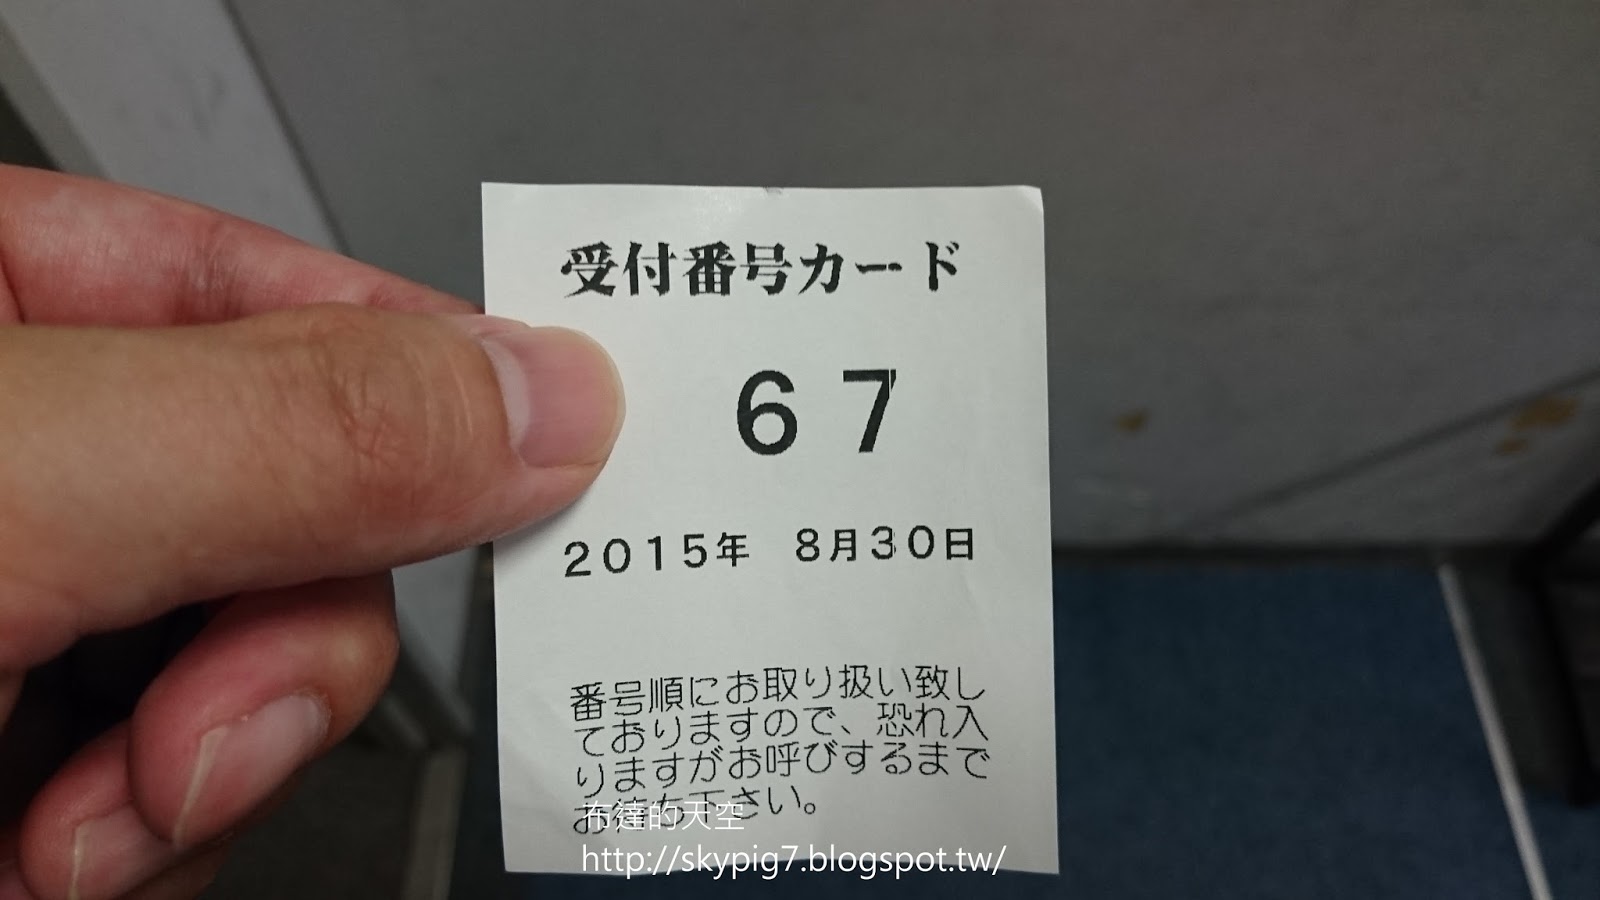 受付番号カード
67
2015年 8月30日
番号順にお取り扱い致し
ておりますので、恐れ入
りますがお呼びするまで
お待ち下さい。
布達的天空
http://skypig7.blogspot.tw/